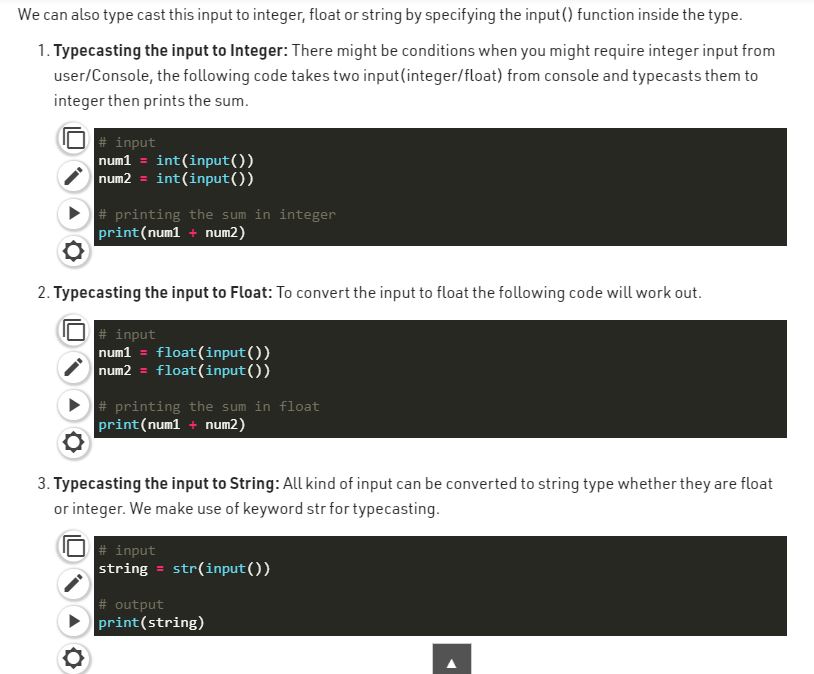 We can also type cast this input to integer, float or string by specifying the input() function inside the type.
1. Typecasting the input to Integer: There might be conditions when you might require integer input from
user/Console, the following code takes two input(integer/float) from console and typecasts them to
integer then prints the sum.
# input
num1 = int(input())
num2 = int(input())
# printing the sum in integer
print(num1 + num2)
2. Typecasting the input to Float: To convert the input to float the following code will work out.
# input
num1 = float(input())
num2 = float(input())
# printing the sum in float
print(num1 + num2)
3. Typecasting the input to String: All kind of input can be converted to string type whether they are float
or integer. We make use of keyword str for typecasting.
# input
string = str(input())
# output
print(string)